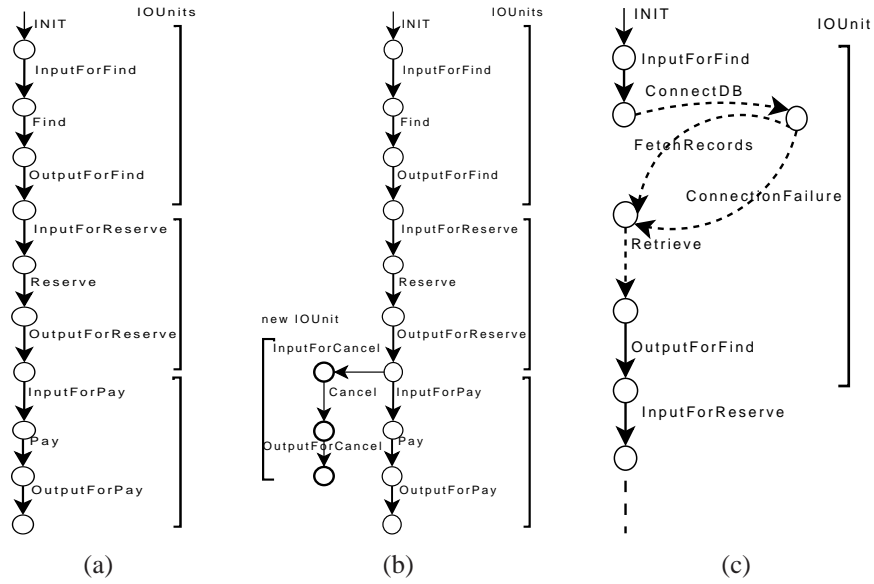 INIT
IOUnits
InputForFind
Find
OutputForFind
InputForReserve
Reserve
OutputForReserve
InputForPay
Pay
OutputForPay
(a)
INIT
IOUnits
InputForFind
Find
OutputForFind
InputForReserve
Reserve
OutputForReserve
new IOUnit
InputForCancel
Cancel
OutputForCancel
InputForPay
Pay
OutputForPay
(b)
INIT
IOUnit
InputForFind
ConnectDB
FetchRecords
ConnectionFailure
Retrieve
OutputForFind
InputForReserve
(c)